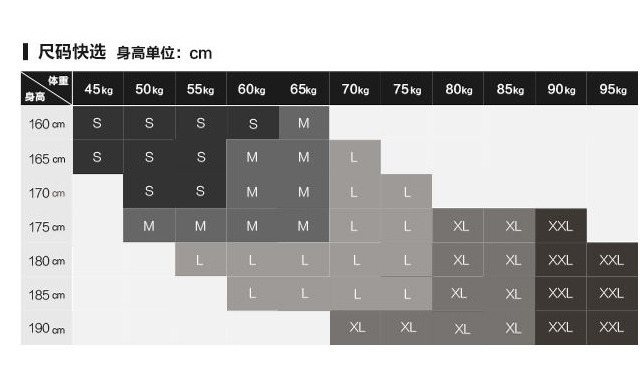 尺码快选 身高单位：cm
体重 45kg 50kg 55kg 60kg 65kg 70kg 75kg 80kg 85kg 90kg 95kg
身高
160 cm S S S S M
165 cm S S S M M L
170 cm S S M M L L
175 cm M M M M L L XL XL XXL
180 cm L L L L L XL XL XXL XXL
185 cm L L L L XL XL XXL XXL
190 cm XL XL XL XL XXL XXL